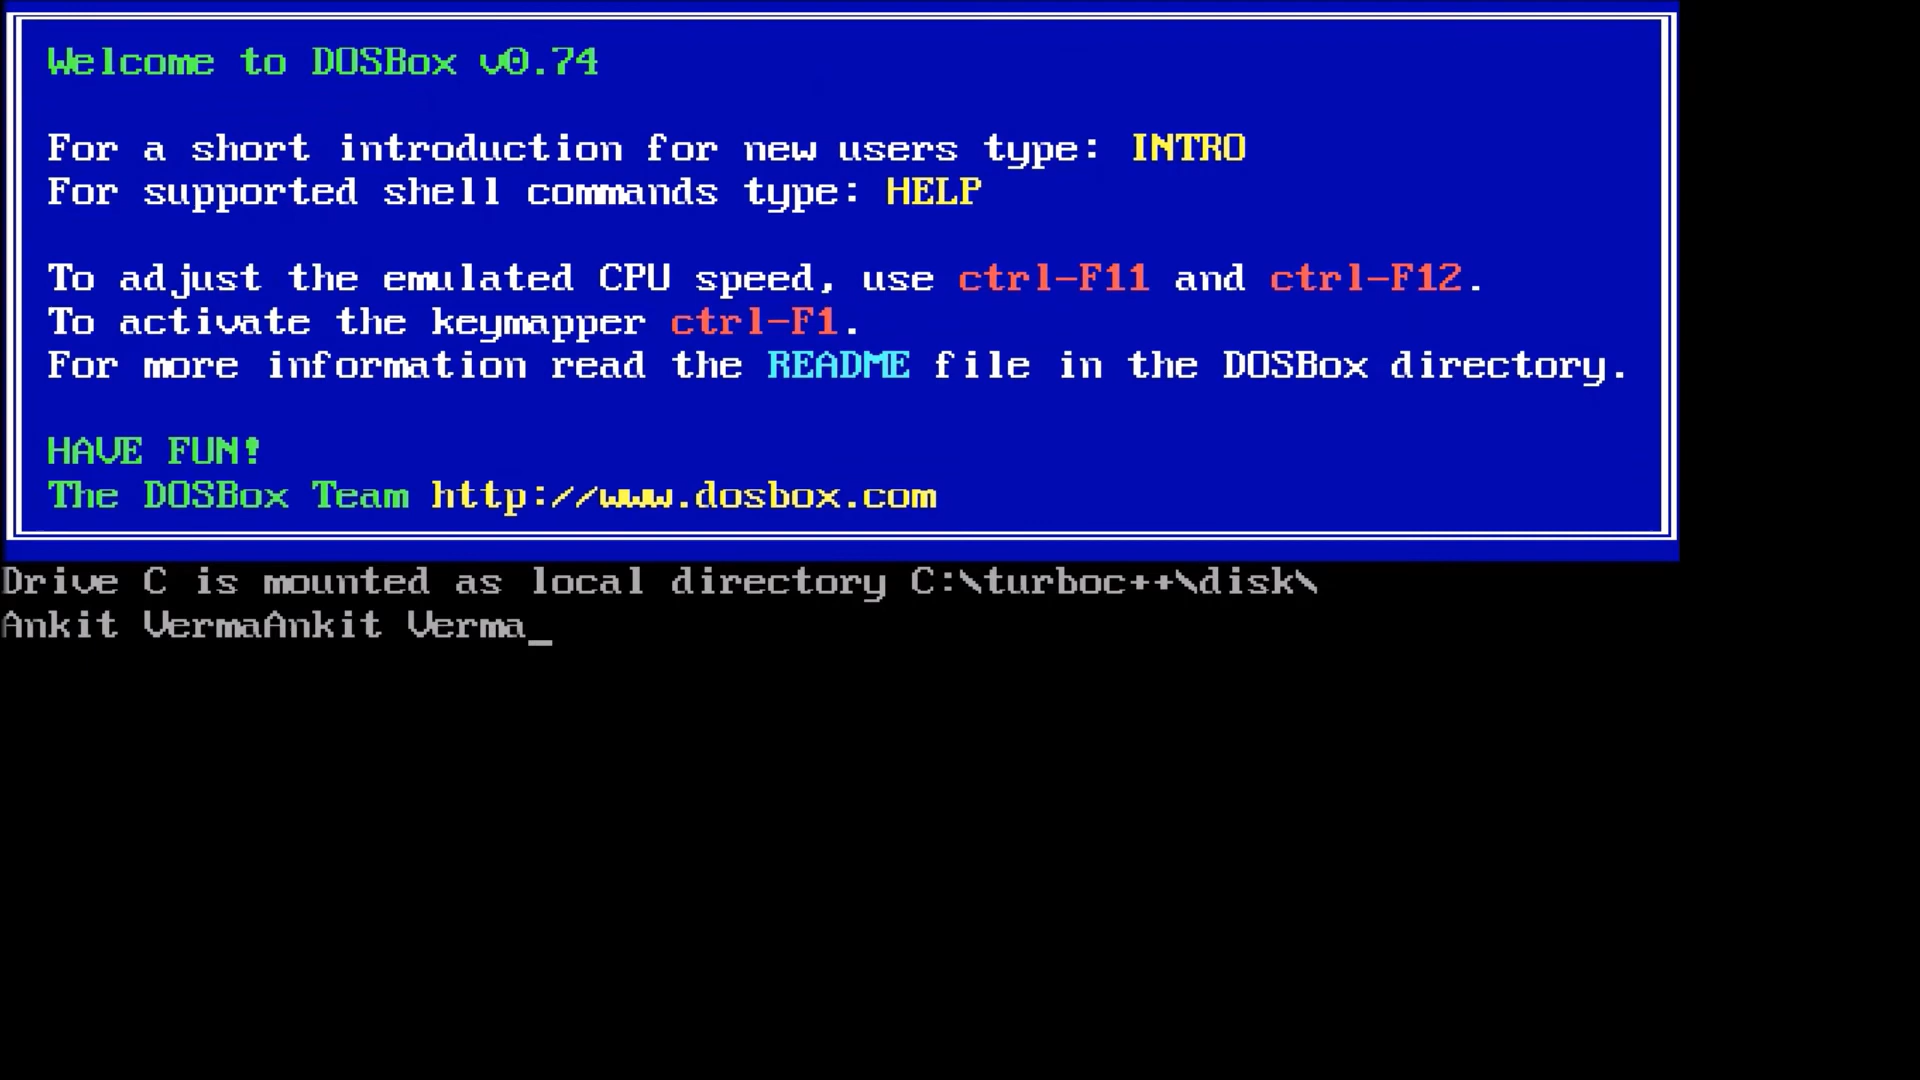 Welcome to DOSBox v0.74
For a short introduction for new users type: INTRO
For supported shell commands type: HELP
To adjust the emulated CPU speed, use ctrl-F11 and ctrl-F12.
To activate the keymapper ctrl-F1.
For more information read the README file in the DOSBox directory.
HAVE FUN!
The DOSBox Team http://www.dosbox.com
Drive C is mounted as local directory C:\turboc++\disk\
Ankit VermaAnkit Verma_